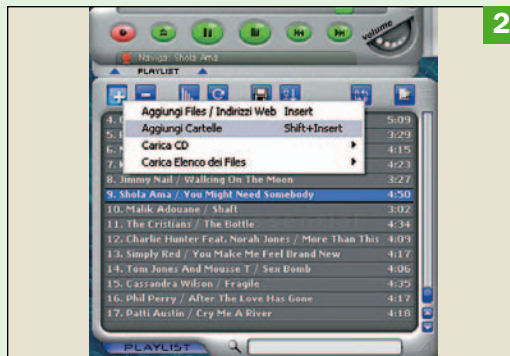 2
volume
Naviga: Shola Ama
PLAYLIST
Aggiungi Files / Indirizzi Web Insert
Aggiungi Cartelle Shift+Insert
Carica CD
Carica Elenco dei Files
4. 5:09
5. 3:29
6. 4:15
7. 4:23
8. Jimmy Nail / Walking On The Moon 3:27
9. Shola Ama / You Might Need Somebody 4:50
10. Malik Adouane / Shaft 3:02
11. The Cristians / The Bottle 4:34
12. Charlie Hunter Feat. Norah Jones / More Than This 4:09
13. Simply Red / You Make Me Feel Brand New 4:17
14. Tom Jones And Mousse T / Sex Bomb 4:06
15. Cassandra Wilson / Fragile 4:35
16. Phil Perry / After The Love Has Gone 4:17
17. Patti Austin / Cry Me A River 4:18
PLAYLIST